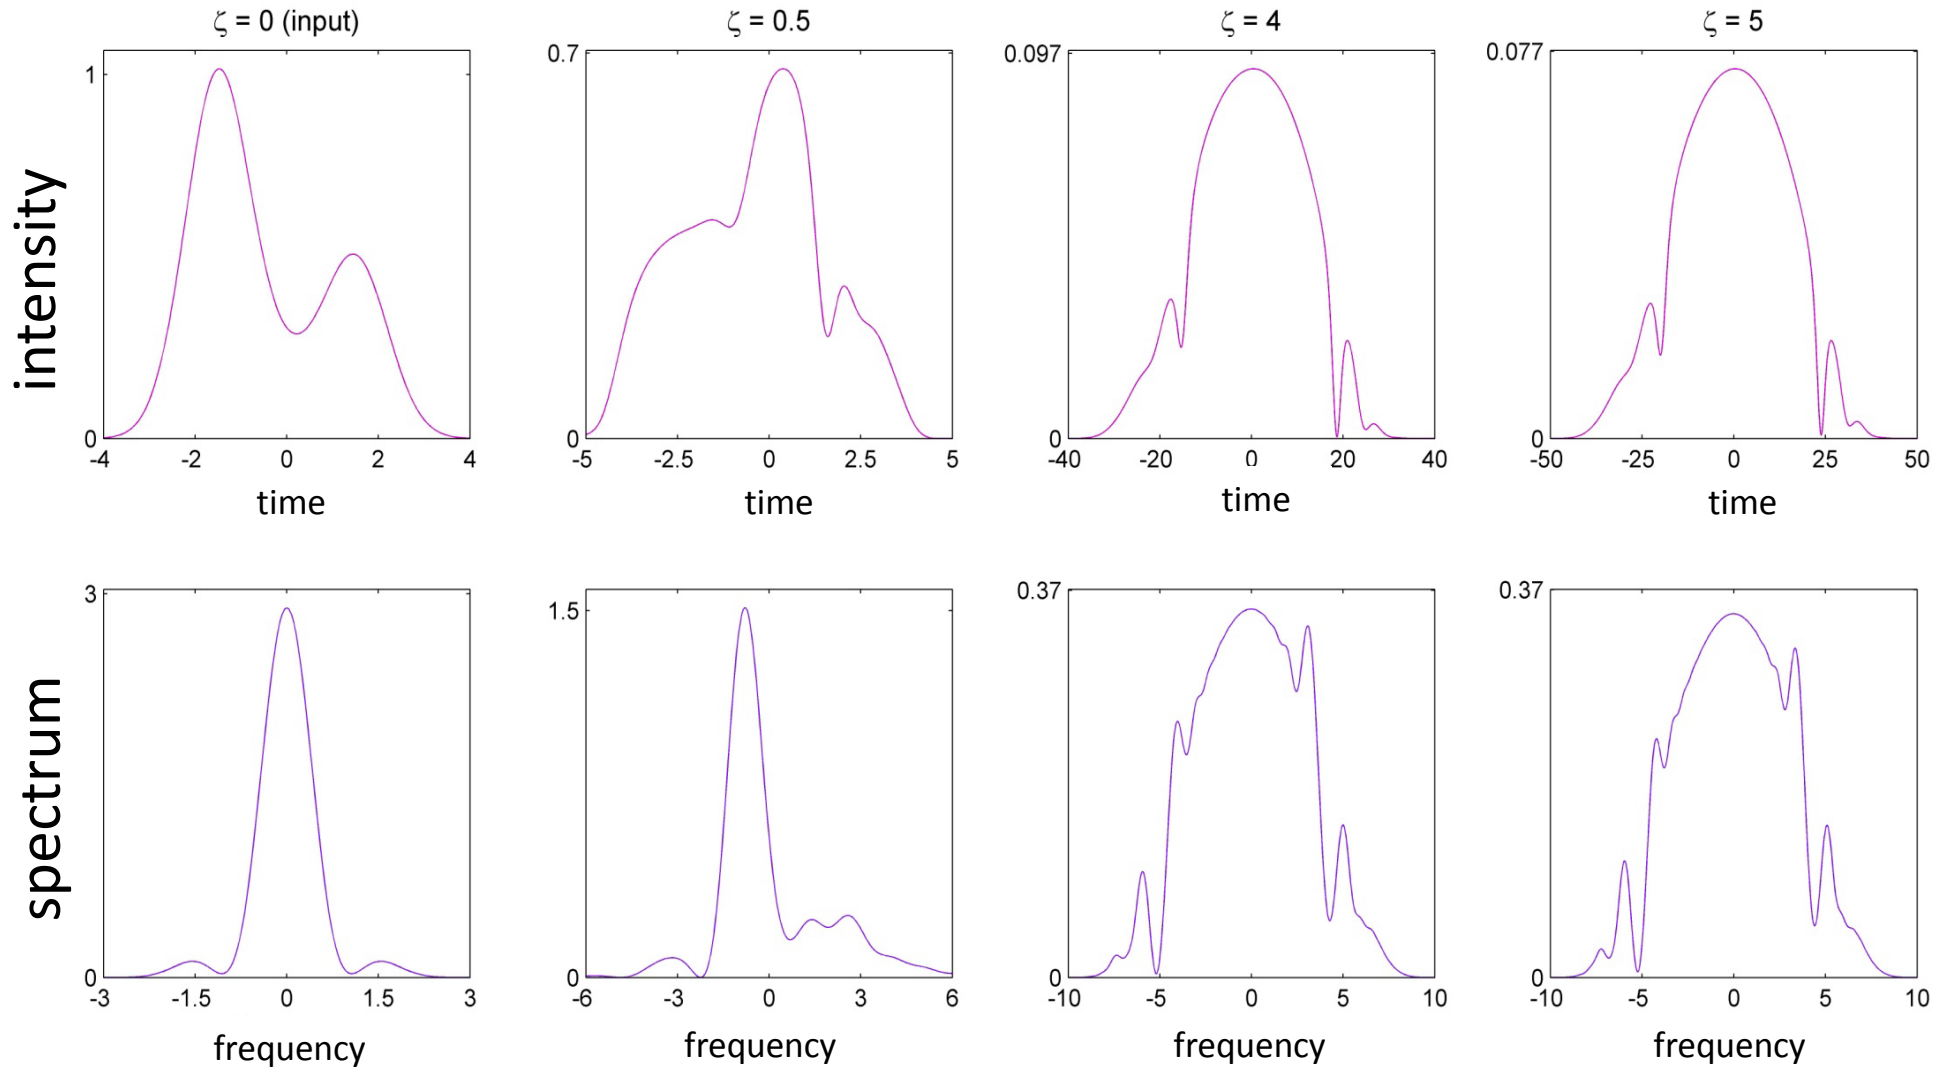 ζ = 0 (input)
ζ = 0.5
ζ = 4
ζ = 5
intensity
1
0
-4 -2 0 2 4
time
0.7
0
-5 -2.5 0 2.5 5
time
0.097
0
-40 -20 0 20 40
time
0.077
0
-50 -25 0 25 50
time
spectrum
3
0
-3 -1.5 0 1.5 3
frequency
1.5
0
-6 -3 0 3 6
frequency
0.37
0
-10 -5 0 5 10
frequency
0.37
0
-10 -5 0 5 10
frequency